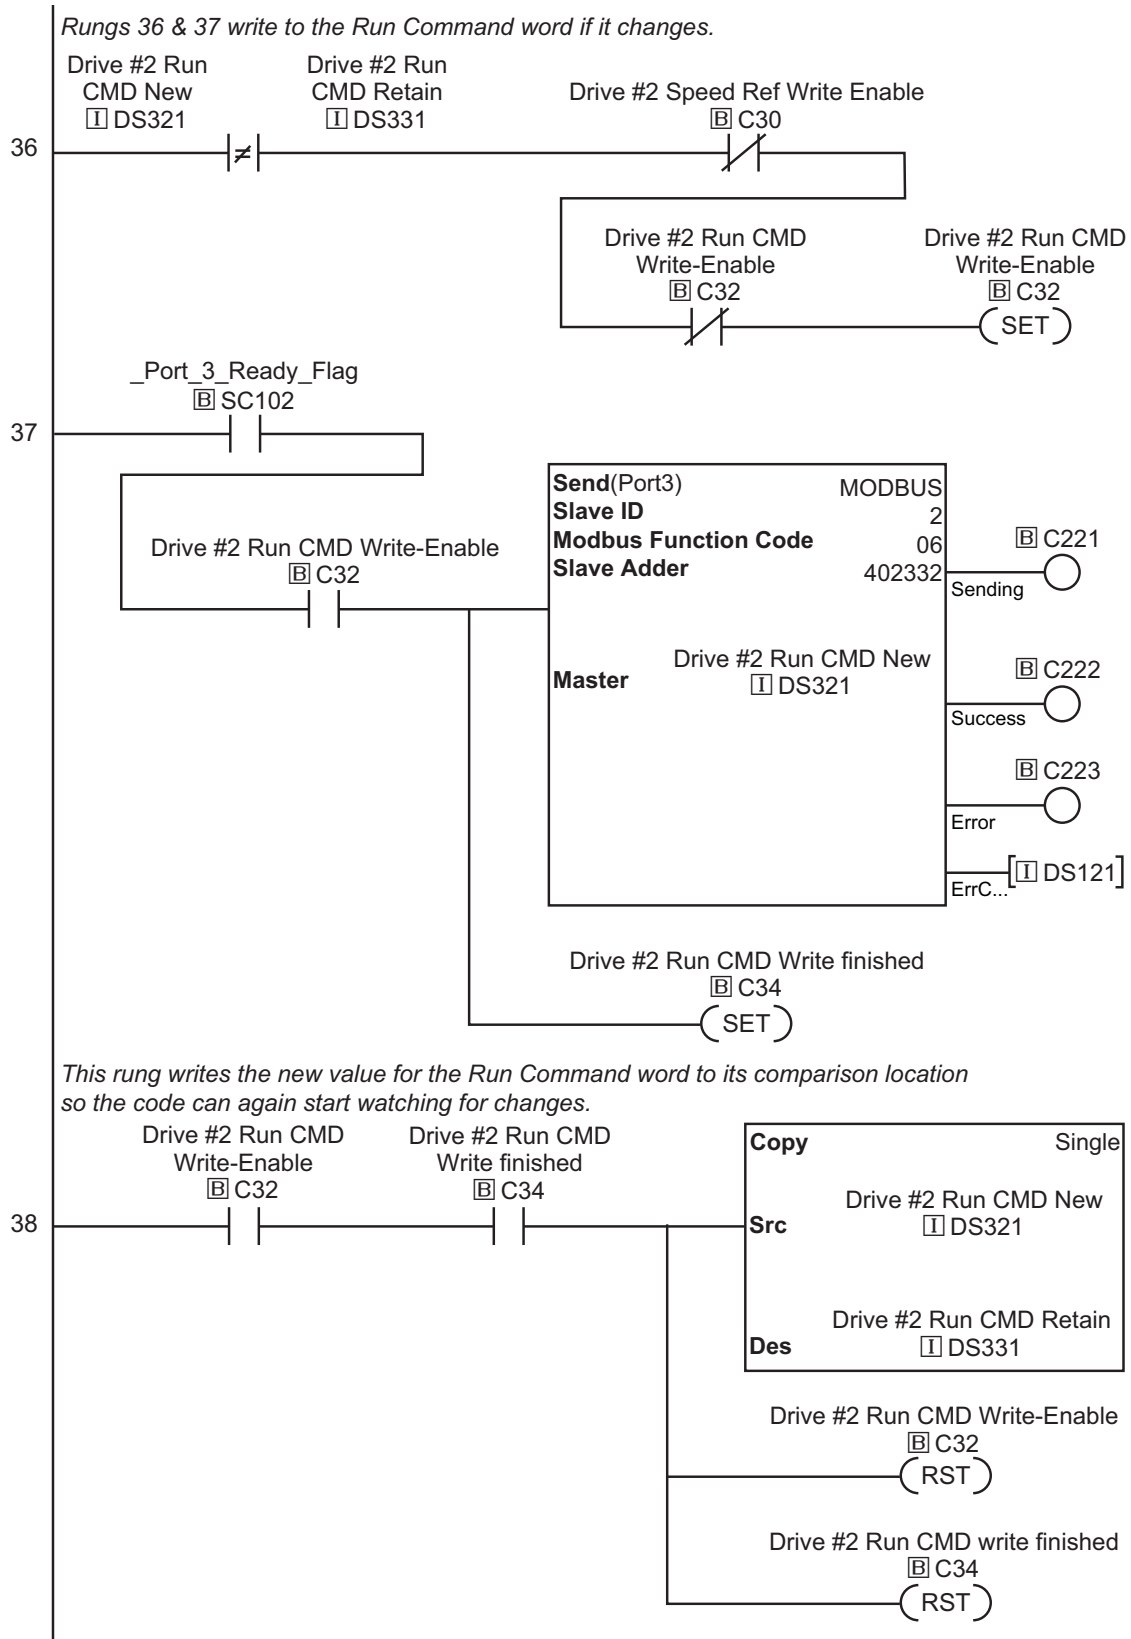 Rungs 36 & 37 write to the Run Command word if it changes.
Drive #2 Run
CMD New
I DS321
Drive #2 Run
CMD Retain
I DS331
Drive #2 Speed Ref Write Enable
B C30
36
≠
Drive #2 Run CMD
Write-Enable
B C32
Drive #2 Run CMD
Write-Enable
B C32
SET
_Port_3_Ready_Flag
B SC102
37
Drive #2 Run CMD Write-Enable
B C32
Send(Port3) MODBUS
Slave ID 2
Modbus Function Code 06
Slave Adder 402332
Master
Drive #2 Run CMD New
I DS321
B C221
Sending
B C222
Success
B C223
Error
I DS121
ErrC...
Drive #2 Run CMD Write finished
B C34
SET
This rung writes the new value for the Run Command word to its comparison location
so the code can again start watching for changes.
Drive #2 Run CMD
Write-Enable
B C32
Drive #2 Run CMD
Write finished
B C34
38
Copy Single
Src
Drive #2 Run CMD New
I DS321
Des
Drive #2 Run CMD Retain
I DS331
Drive #2 Run CMD Write-Enable
B C32
RST
Drive #2 Run CMD write finished
B C34
RST